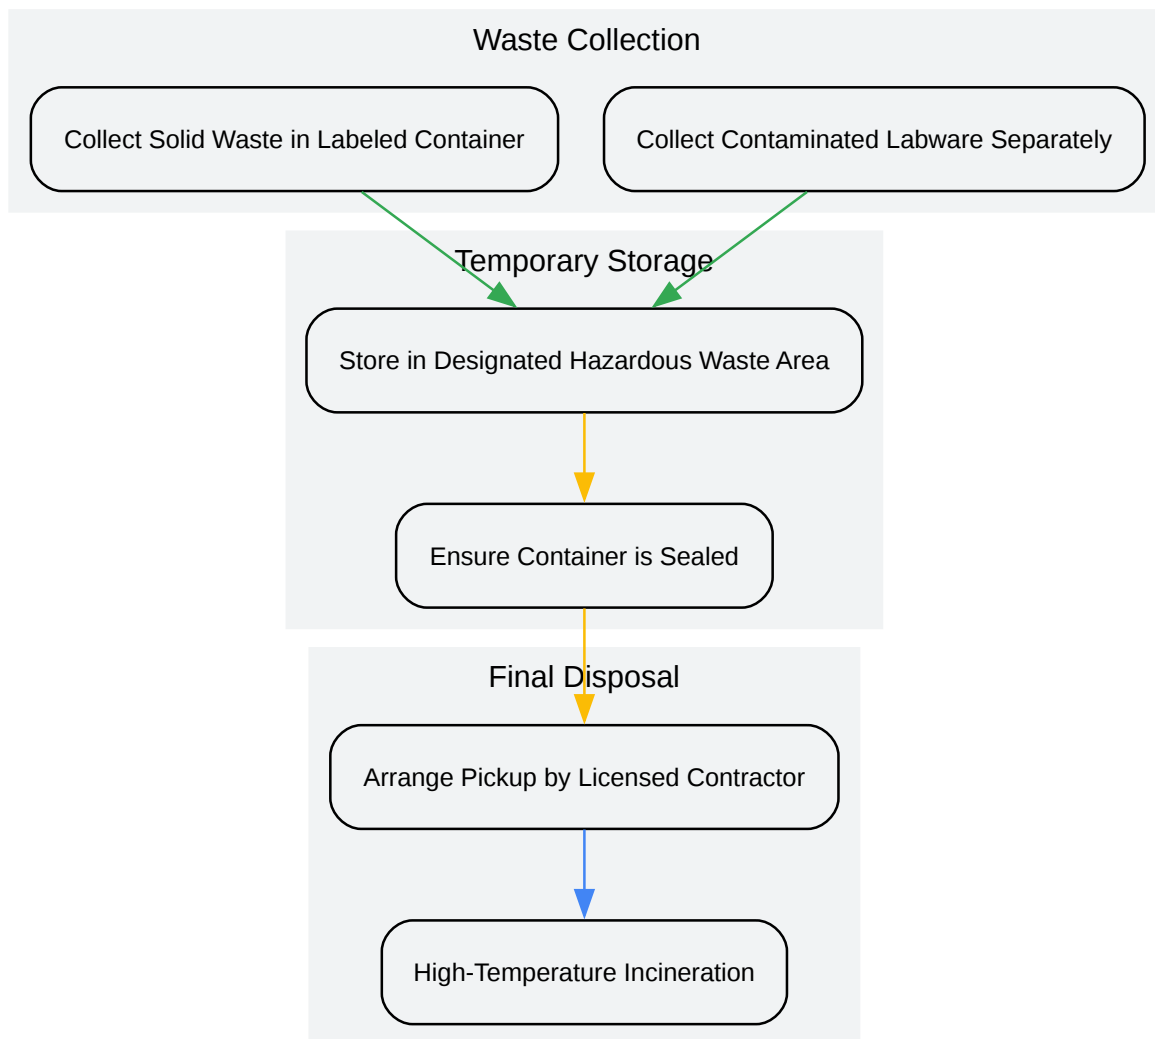 Waste Collection
Collect Solid Waste in Labeled Container
Collect Contaminated Labware Separately
Temporary Storage
Store in Designated Hazardous Waste Area
Ensure Container is Sealed
Final Disposal
Arrange Pickup by Licensed Contractor
High-Temperature Incineration